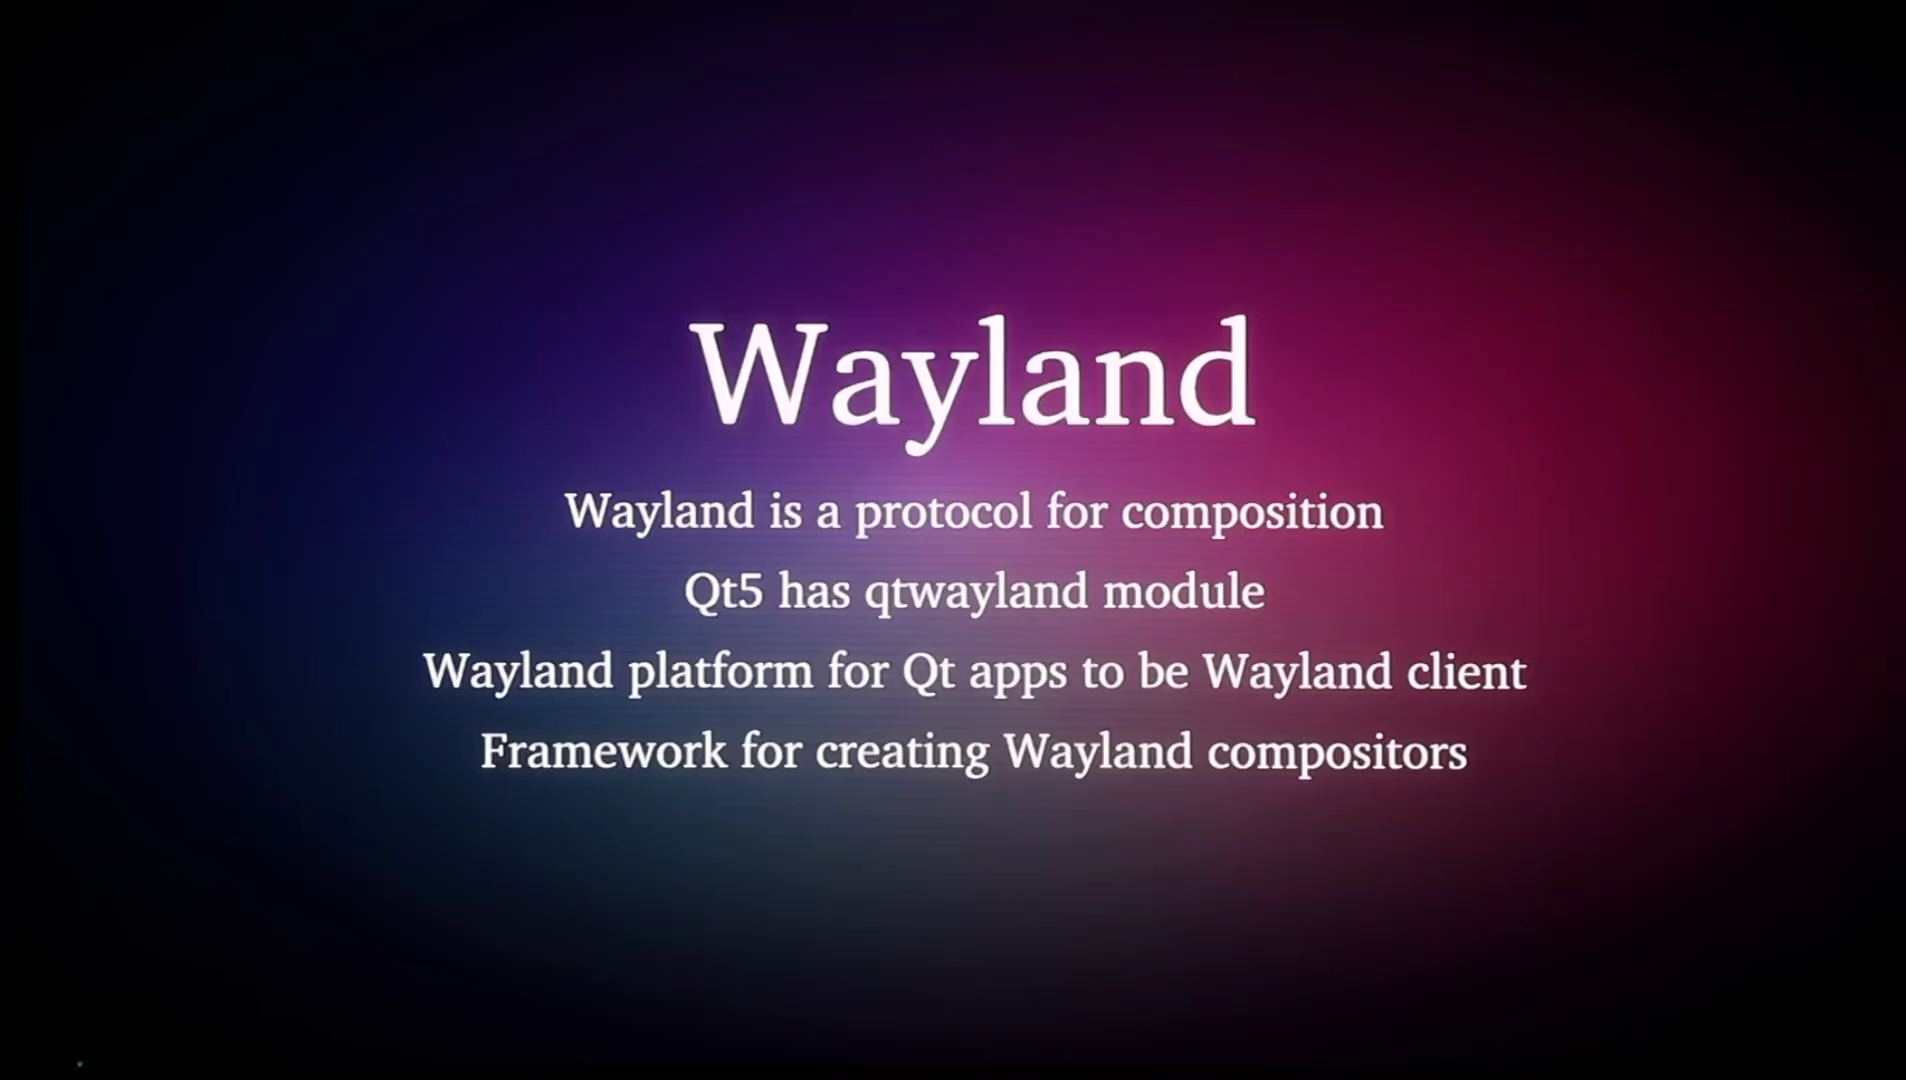 Wayland
Wayland is a protocol for composition
Qt5 has qtwayland module
Wayland platform for Qt apps to be Wayland client
Framework for creating Wayland compositors